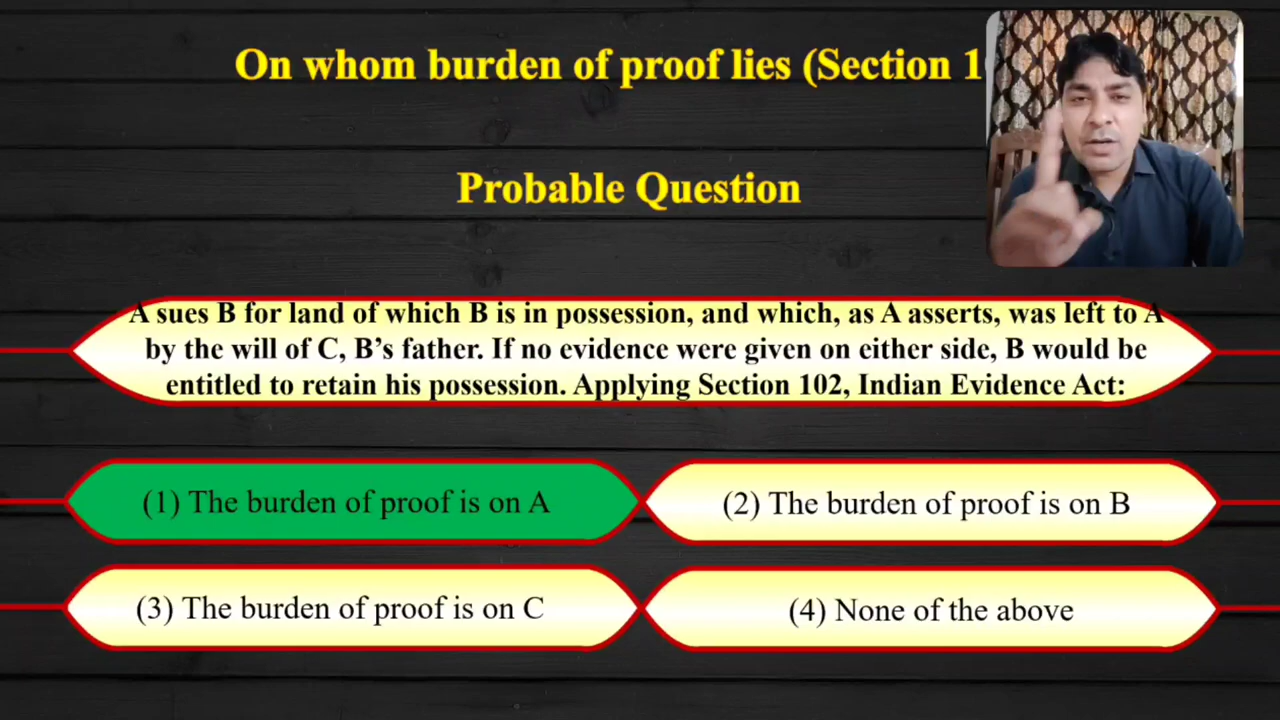 On whom burden of proof lies (Section 1
Probable Question
A sues B for land of which B is in possession, and which, as A asserts, was left to A
by the will of C, B’s father. If no evidence were given on either side, B would be
entitled to retain his possession. Applying Section 102, Indian Evidence Act:
(1) The burden of proof is on A
(2) The burden of proof is on B
(3) The burden of proof is on C
(4) None of the above